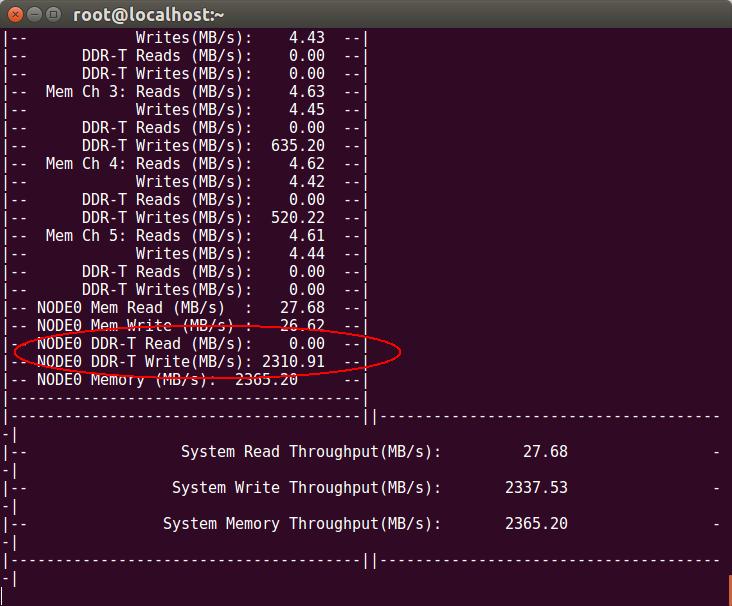 root@localhost:~
|--            Writes(MB/s):    4.43  --|
|--      DDR-T Reads (MB/s):    0.00  --|
|--      DDR-T Writes(MB/s):    0.00  --|
|--  Mem Ch 3: Reads (MB/s):    4.63  --|
|--            Writes(MB/s):    4.45  --|
|--      DDR-T Reads (MB/s):    0.00  --|
|--      DDR-T Writes(MB/s):  635.20  --|
|--  Mem Ch 4: Reads (MB/s):    4.62  --|
|--            Writes(MB/s):    4.42  --|
|--      DDR-T Reads (MB/s):    0.00  --|
|--      DDR-T Writes(MB/s):  520.22  --|
|--  Mem Ch 5: Reads (MB/s):    4.61  --|
|--            Writes(MB/s):    4.44  --|
|--      DDR-T Reads (MB/s):    0.00  --|
|--      DDR-T Writes(MB/s):    0.00  --|
|-- NODE0 Mem Read (MB/s)  :   27.68  --|
|-- NODE0 Mem Write (MB/s) :   26.62  --|
|-- NODE0 DDR-T Read (MB/s):    0.00  --|
|-- NODE0 DDR-T Write(MB/s): 2310.91  --|
|-- NODE0 Memory (MB/s):  2365.20     --|
|---------------------------------------|
|---------------------------------------||--------------------------------------
-|
|--                 System Read Throughput(MB/s):         27.68                -
-|
|--                System Write Throughput(MB/s):       2337.53                -
-|
|--               System Memory Throughput(MB/s):       2365.20                -
-|
|---------------------------------------||--------------------------------------
-|